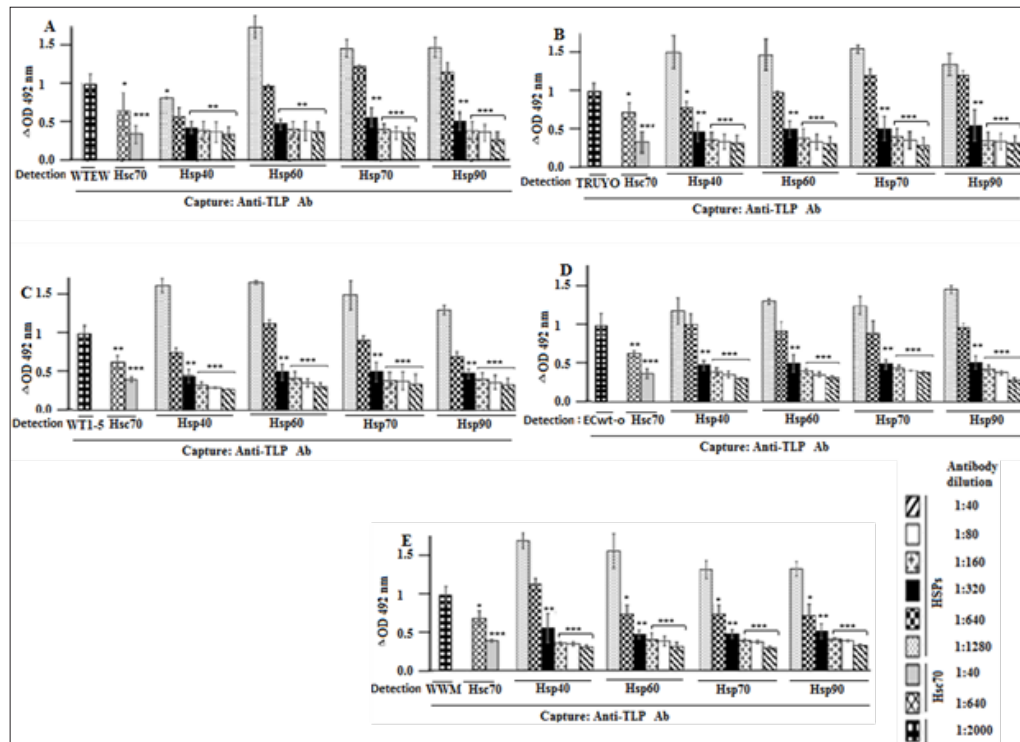 A
B
1.5
1
0.5
0.0
△OD 492 nm
* *** * ** ** ** *** ** ***
Detection WTEW Hsc70 Hsp40 Hsp60 Hsp70 Hsp90
Capture: Anti-TLP Ab
1.5
1
0.5
0.0
△OD 492 nm
* *** * ** *** ** *** ** *** ** ***
Detection TRUYO Hsc70 Hsp40 Hsp60 Hsp70 Hsp90
Capture: Anti-TLP Ab
C
1.5
1
0.5
0.0
△OD 492 nm
** *** ** *** ** *** ** *** ** ***
Detection WT1-5 Hsc70 Hsp40 Hsp60 Hsp70 Hsp90
Capture: Anti-TLP Ab
D
1.5
1
0.5
0.0
△OD 492 nm
** *** ** *** ** *** ** *** ** ***
Detection : ECwt-o Hsc70 Hsp40 Hsp60 Hsp70 Hsp90
Capture: Anti-TLP Ab
E
1.5
1
0.5
0.0
△OD 492 nm
* *** ** *** * ** *** * ** *** * ** ***
Detection WWM Hsc70 Hsp40 Hsp60 Hsp70 Hsp90
Capture: Anti-TLP Ab
Antibody
dilution
HSPs
1:40
1:80
1:160
1:320
1:640
1:1280
Hsc70
1:40
1:640
1:2000